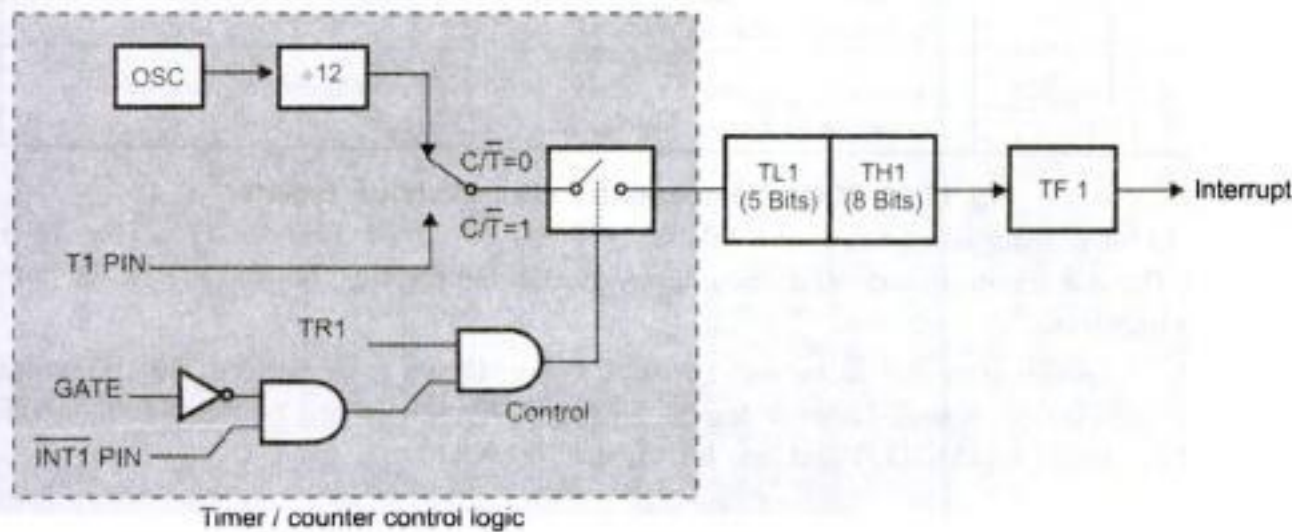 OSC
÷12
C/T̅=0
C/T̅=1
TL1
(5 Bits)
TH1
(8 Bits)
TF 1
Interrupt
T1 PIN
TR1
GATE
Control
I̅N̅T̅1̅ PIN
Timer / counter control logic